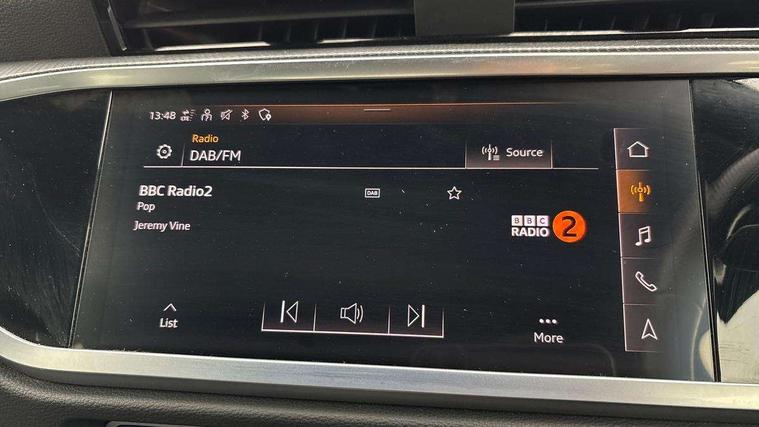 13:48
Radio
DAB/FM
Source
BBC Radio2
DAB
Pop
Jeremy Vine
BBC
RADIO 2
List
More